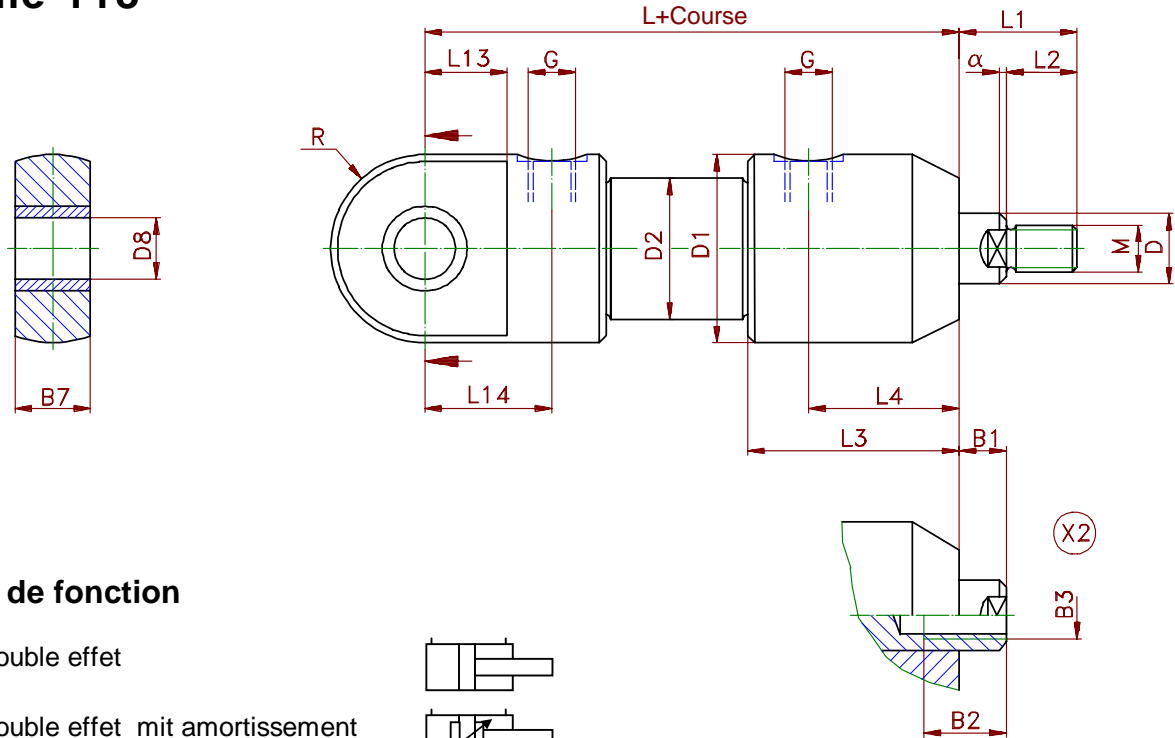 L+Course
L1
L13
G
G
α
L2
R
D8
D2
D1
M
D
B7
L14
L4
L3
B1
X2
B3
de fonction
ouble effet
ouble effet mit amortissement
B2